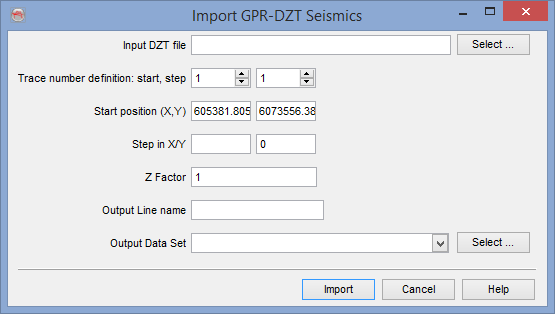 Import GPR-DZT Seismics
Input DZT file Select ...
Trace number definition: start, step 1 1
Start position (X,Y) 605381.805 6073556.38
Step in X/Y 0
Z Factor 1
Output Line name
Output Data Set Select ...
Import Cancel Help